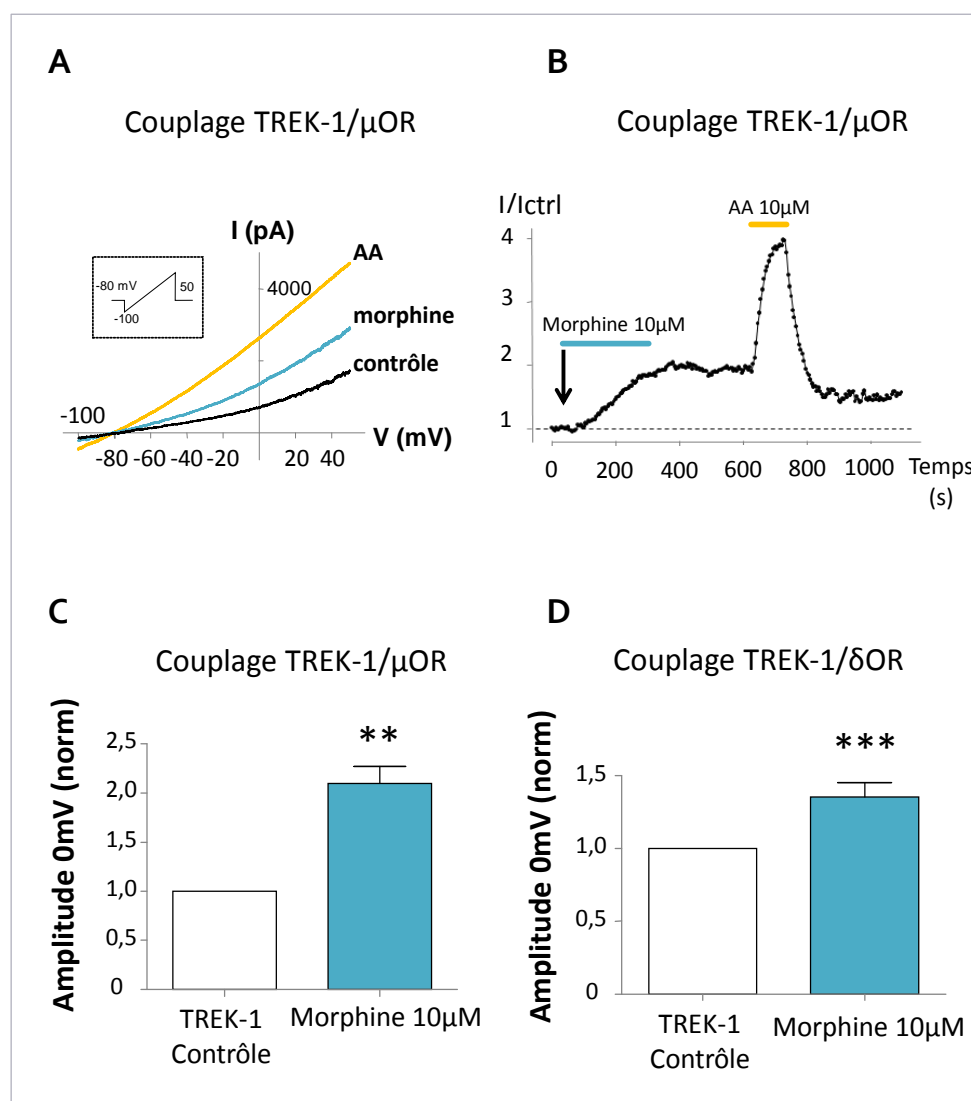 A
Couplage TREK-1/µOR
I (pA)
AA
4000
morphine
contrôle
-80 mV
50
-100
-100
V (mV)
-80
-60
-40
-20
20
40
B
Couplage TREK-1/µOR
I/Ictrl
AA 10µM
4
3
Morphine 10µM
2
1
0
200
400
600
800
1000
Temps
(s)
C
Couplage TREK-1/µOR
Amplitude 0mV (norm)
2,5
**
2,0
1,0
0,5
0
TREK-1
Contrôle
Morphine 10µM
D
Couplage TREK-1/δOR
Amplitude 0mV (norm)
***
1,5
1,0
0,5
0
TREK-1
Contrôle
Morphine 10µM